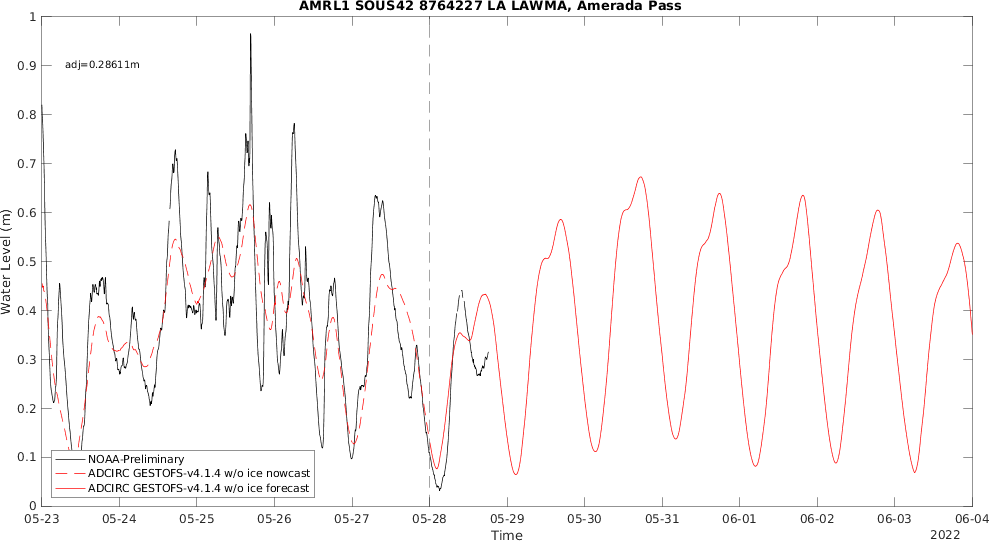 AMRL1 SOUS42 8764227 LA LAWMA, Amerada Pass
adj=0.28611m
Water Level (m)
1
0.9
0.8
0.7
0.6
0.5
0.4
0.3
0.2
0.1
0
NOAA-Preliminary
ADCIRC GESTOFS-v4.1.4 w/o ice nowcast
ADCIRC GESTOFS-v4.1.4 w/o ice forecast
05-23 05-24 05-25 05-26 05-27 05-28 05-29 05-30 05-31 06-01 06-02 06-03 06-04
Time
2022